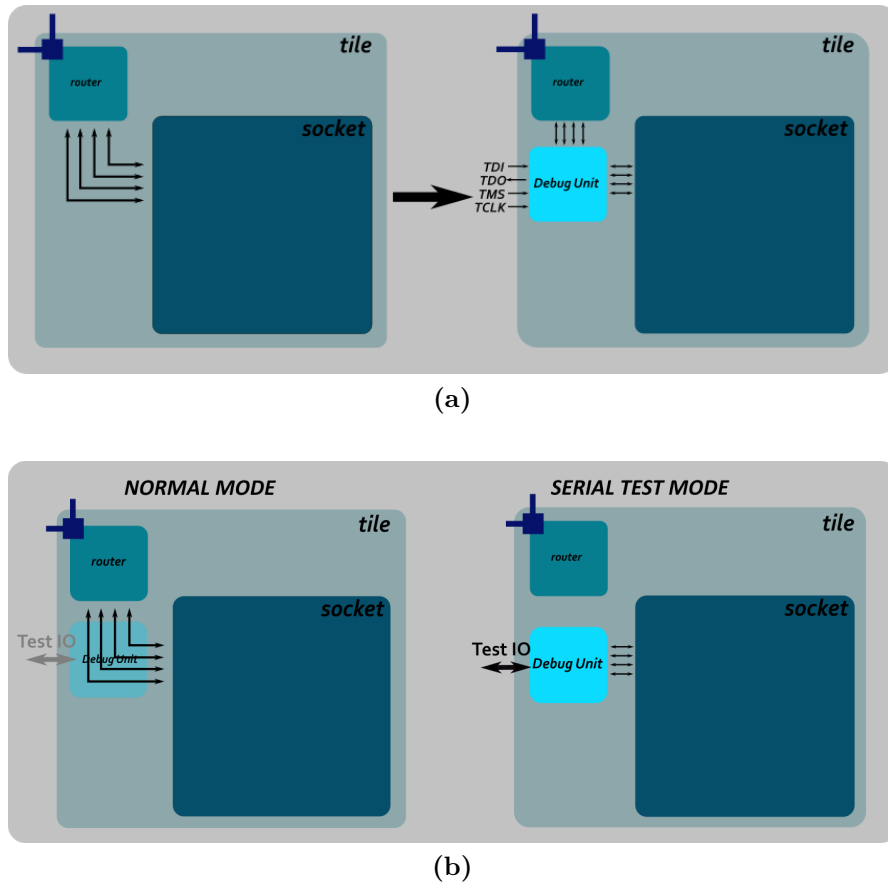 tile
tile
router
router
socket
socket
TDI
TDO
TMS
TCLK
Debug Unit
(a)
NORMAL MODE
SERIAL TEST MODE
tile
tile
router
router
socket
socket
Test IO
Debug Unit
Test IO
Debug Unit
(b)